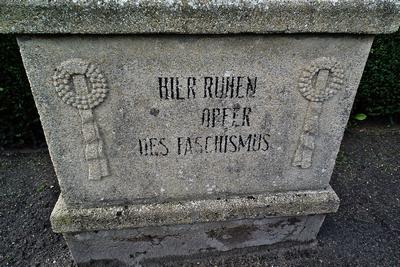 HIER RUHEN
OPFER
DES FASCHISMUS